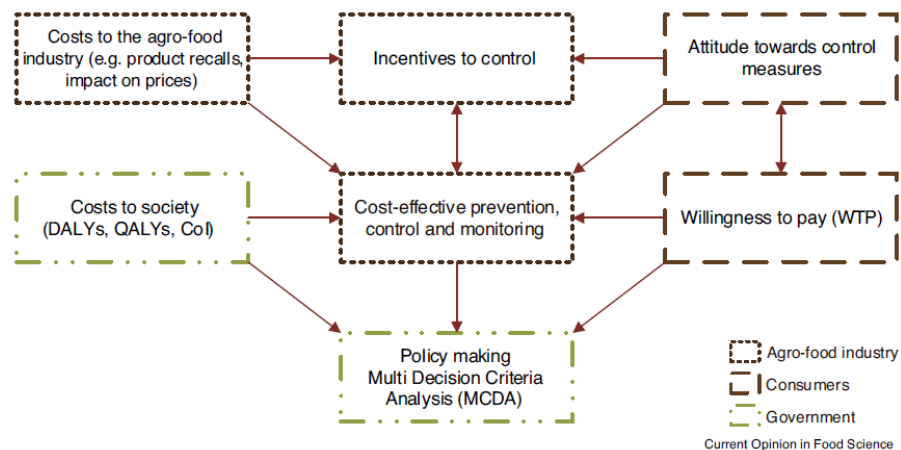 Costs to the agro-food
industry (e.g. product recalls,
impact on prices)
Incentives to control
Attitude towards control
measures
Costs to society
(DALYs, QALYs, CoI)
Cost-effective prevention,
control and monitoring
Willingness to pay (WTP)
Policy making
Multi Decision Criteria
Analysis (MCDA)
Agro-food industry
Consumers
Government
Current Opinion in Food Science